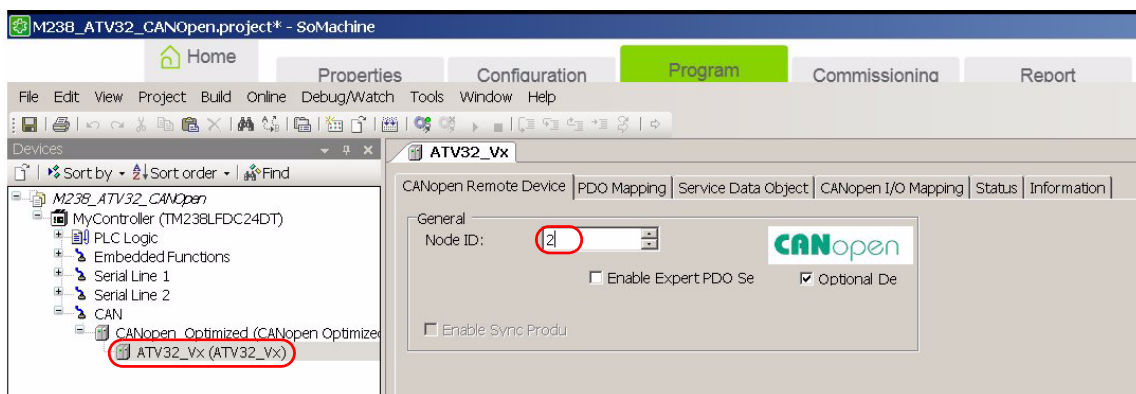 M238_ATV32_CANOpen.project* - SoMachine
Home Properties Configuration Program Commissioning Report
File Edit View Project Build Online Debug/Watch Tools Window Help
Devices
Sort by Sort order Find
M238_ATV32_CANOpen
MyController (TM238LFDC24DT)
PLC Logic
Embedded Functions
Serial Line 1
Serial Line 2
CAN
CANopen_Optimized (CANopen Optimized
ATV32_Vx (ATV32_Vx)
ATV32_Vx
CANopen Remote Device PDO Mapping Service Data Object CANopen I/O Mapping Status Information
General
Node ID: 2
CANopen
Enable Expert PDO Se Optional De
Enable Sync Produ